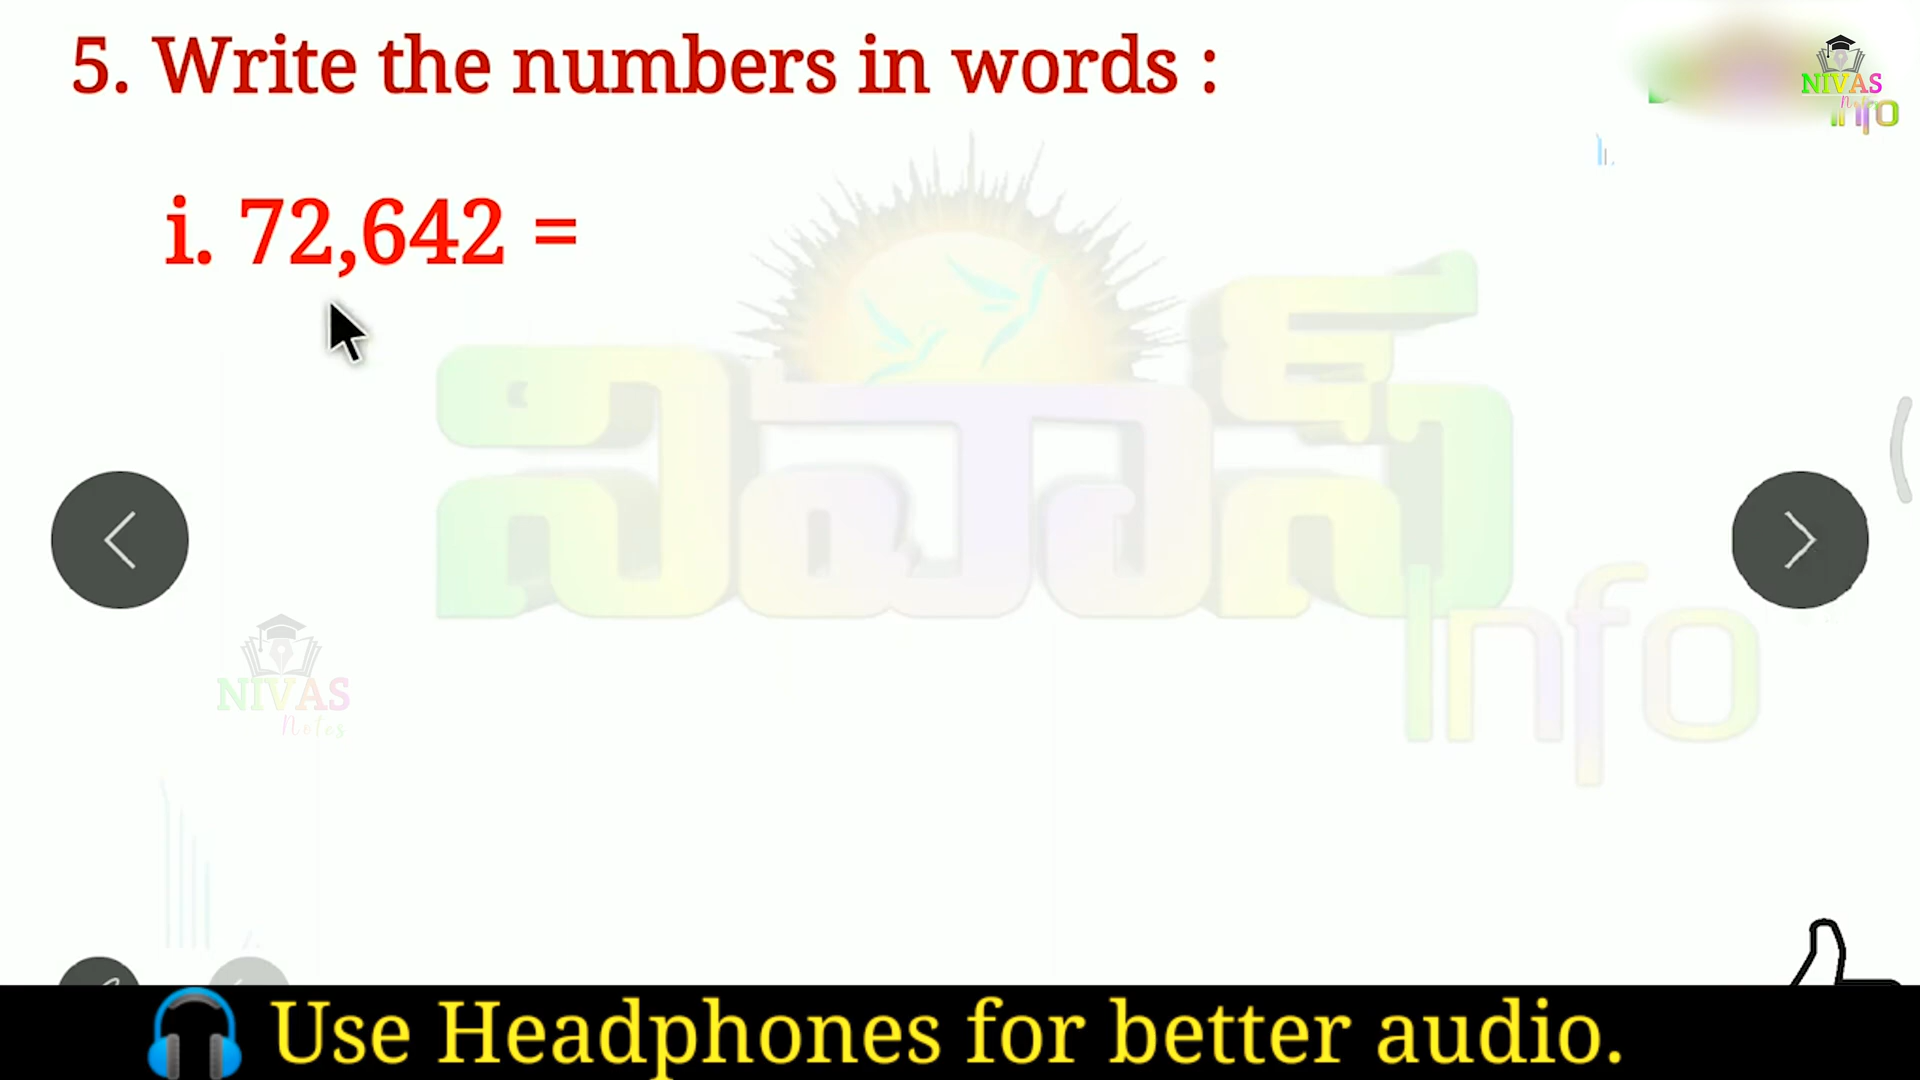 5. Write the numbers in words :
NIVAS
Info
i. 72,642 =
నివాస్
Info
NIVAS
Notes
Use Headphones for better audio.